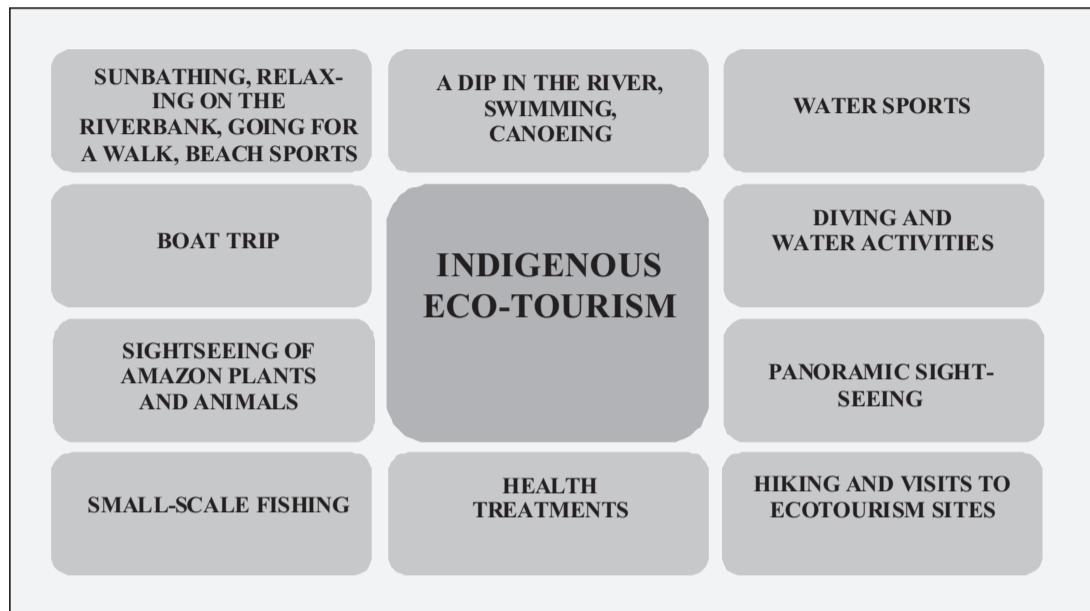 SUNBATHING, RELAX-
ING ON THE
RIVERBANK, GOING FOR
A WALK, BEACH SPORTS
A DIP IN THE RIVER,
SWIMMING,
CANOEING
WATER SPORTS
BOAT TRIP
INDIGENOUS
ECO-TOURISM
DIVING AND
WATER ACTIVITIES
SIGHTSEEING OF
AMAZON PLANTS
AND ANIMALS
PANORAMIC SIGHT-
SEEING
SMALL-SCALE FISHING
HEALTH
TREATMENTS
HIKING AND VISITS TO
ECOTOURISM SITES